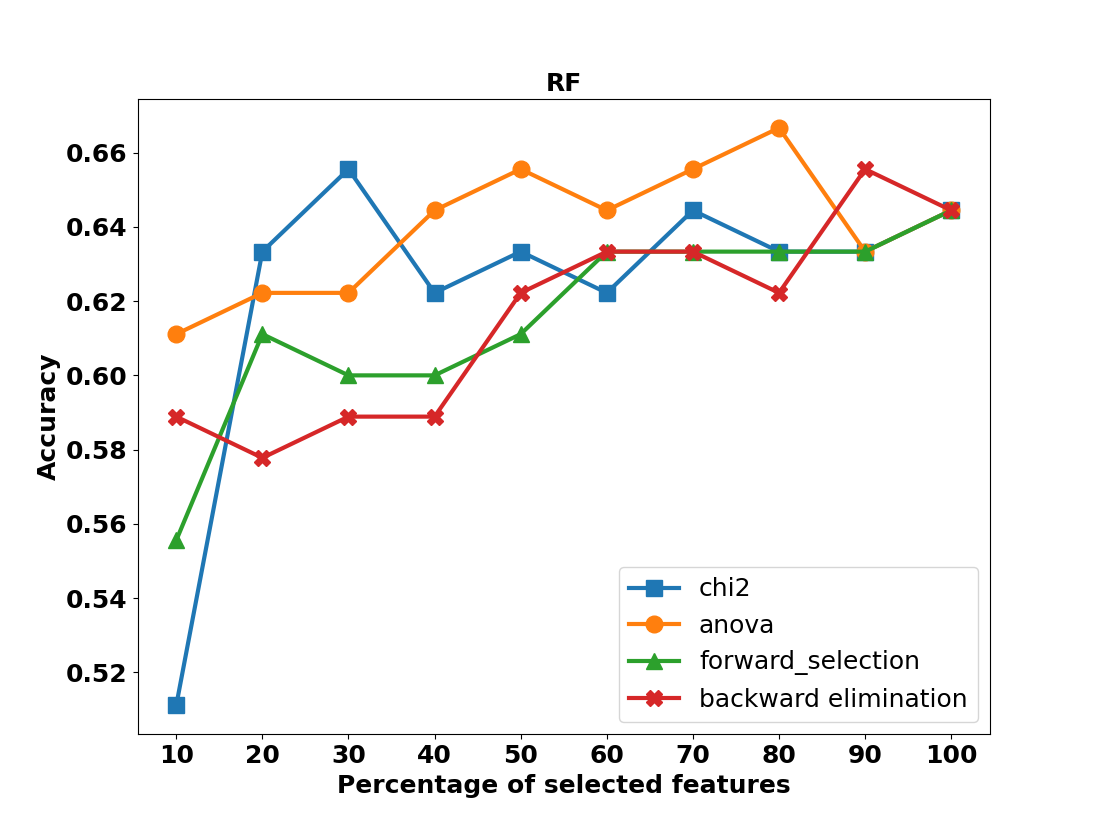 RF
Accuracy
0.66
0.64
0.62
0.60
0.58
0.56
0.54
0.52
10 20 30 40 50 60 70 80 90 100
Percentage of selected features
chi2
anova
forward_selection
backward elimination